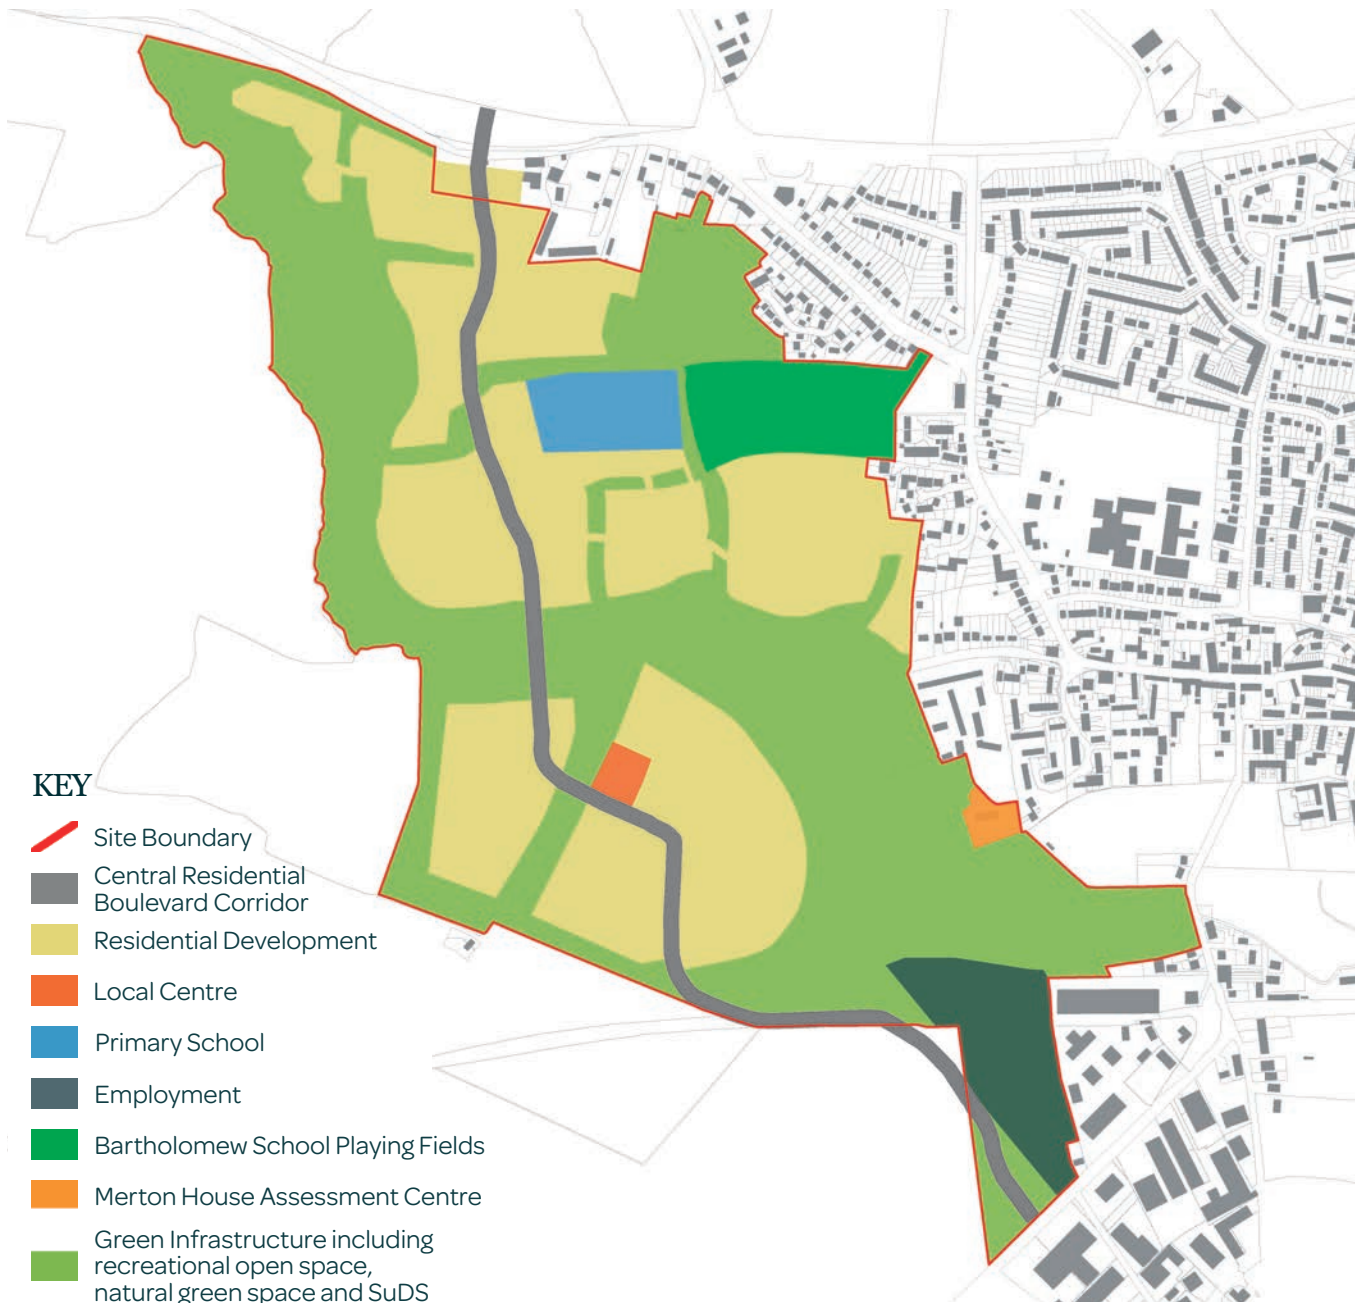 KEY
Site Boundary
Central Residential
Boulevard Corridor
Residential Development
Local Centre
Primary School
Employment
Bartholomew School Playing Fields
Merton House Assessment Centre
Green Infrastructure including
recreational open space,
natural green space and SuDS